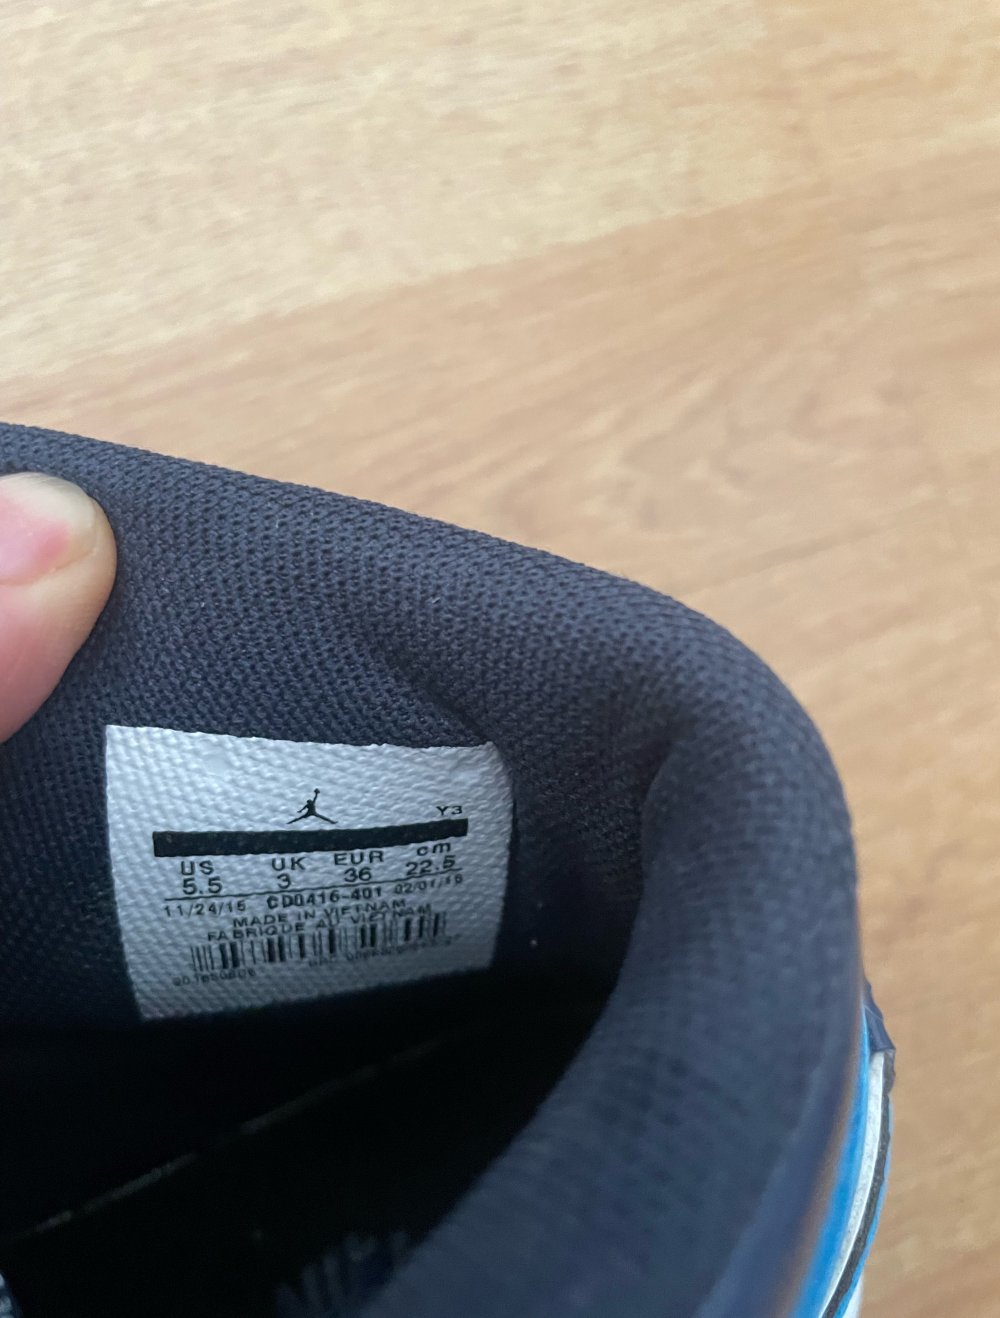 Y3
US UK EUR cm
5.5 3 36 22.5
11/24/15 CD0416-401 02/01/16
MADE IN VIETNAM
FABRIQUE AU VIETNAM